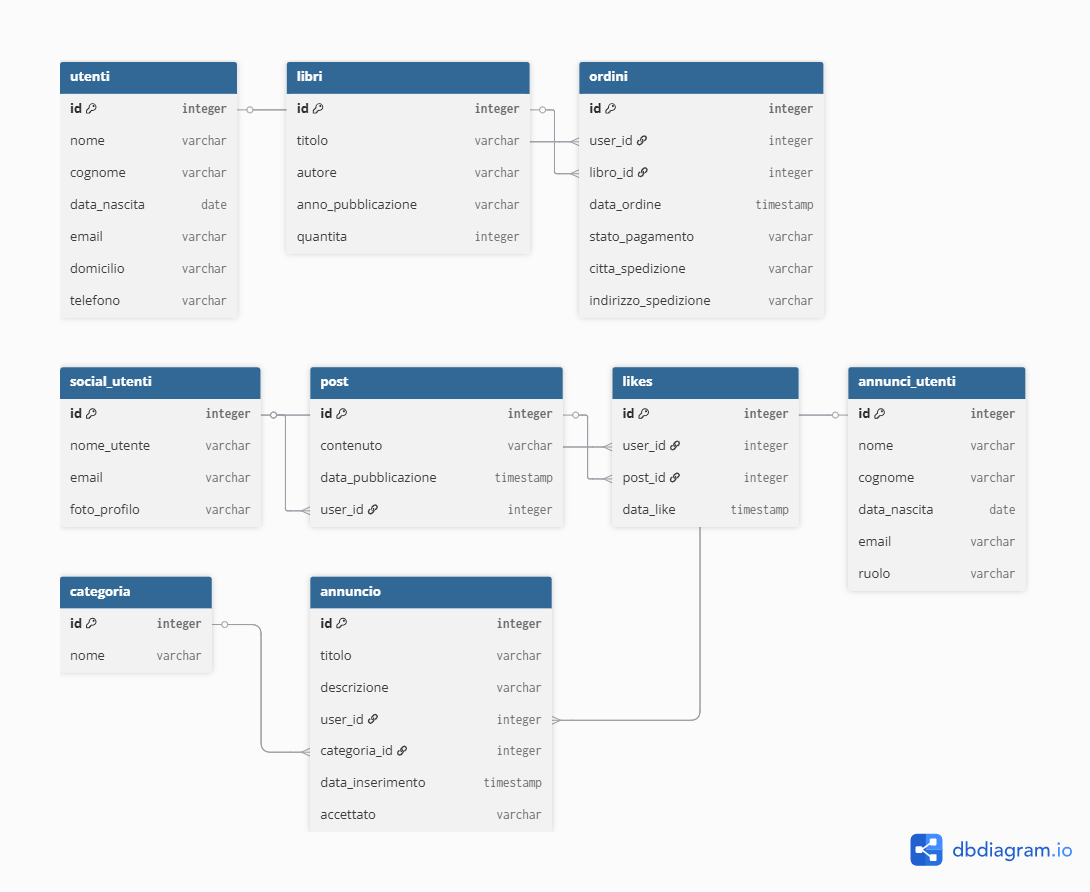 utenti
id integer
nome varchar
cognome varchar
data_nascita date
email varchar
domicilio varchar
telefono varchar
libri
id integer
titolo varchar
autore varchar
anno_pubblicazione varchar
quantita integer
ordini
id integer
user_id integer
libro_id integer
data_ordine timestamp
stato_pagamento varchar
citta_spedizione varchar
indirizzo_spedizione varchar
social_utenti
id integer
nome_utente varchar
email varchar
foto_profilo varchar
post
id integer
contenuto varchar
data_pubblicazione timestamp
user_id integer
likes
id integer
user_id integer
post_id integer
data_like timestamp
annunci_utenti
id integer
nome varchar
cognome varchar
data_nascita date
email varchar
ruolo varchar
categoria
id integer
nome varchar
annuncio
id integer
titolo varchar
descrizione varchar
user_id integer
categoria_id integer
data_inserimento timestamp
accettato varchar
dbdiagram.io